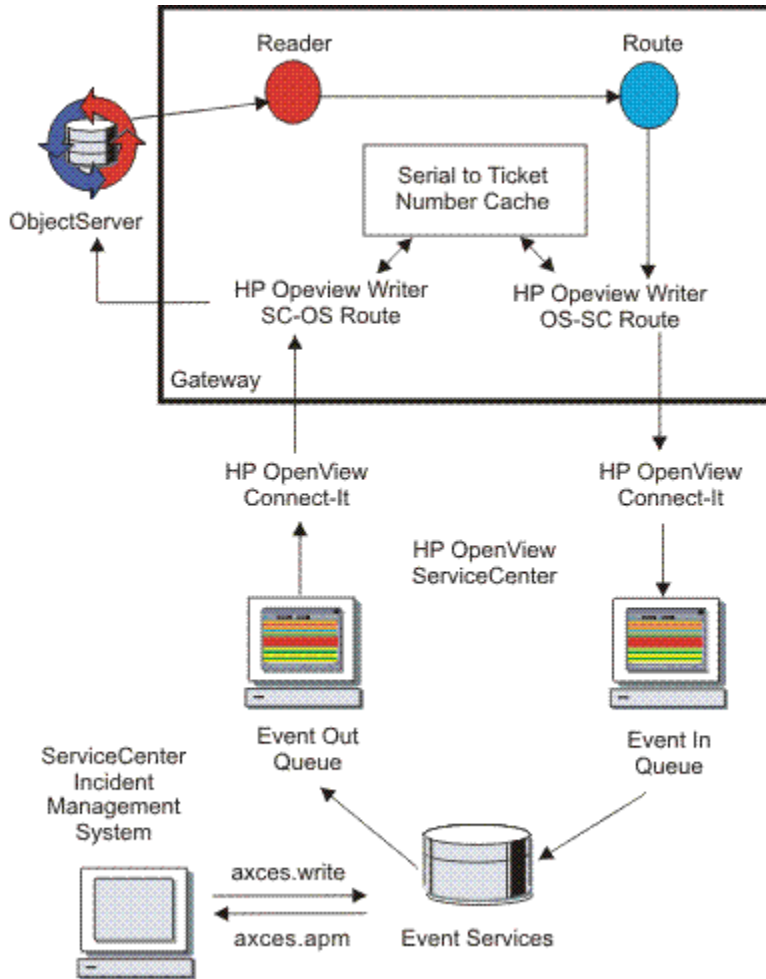 Reader
Route
Serial to Ticket
Number Cache
ObjectServer
HP Opeview Writer
SC-OS Route
HP Opeview Writer
OS-SC Route
Gateway
HP OpenView
Connect-It
HP OpenView
Connect-It
HP OpenView
ServiceCenter
Event Out
Queue
Event In
Queue
ServiceCenter
Incident
Management
System
axces.write
axces.apm
Event Services